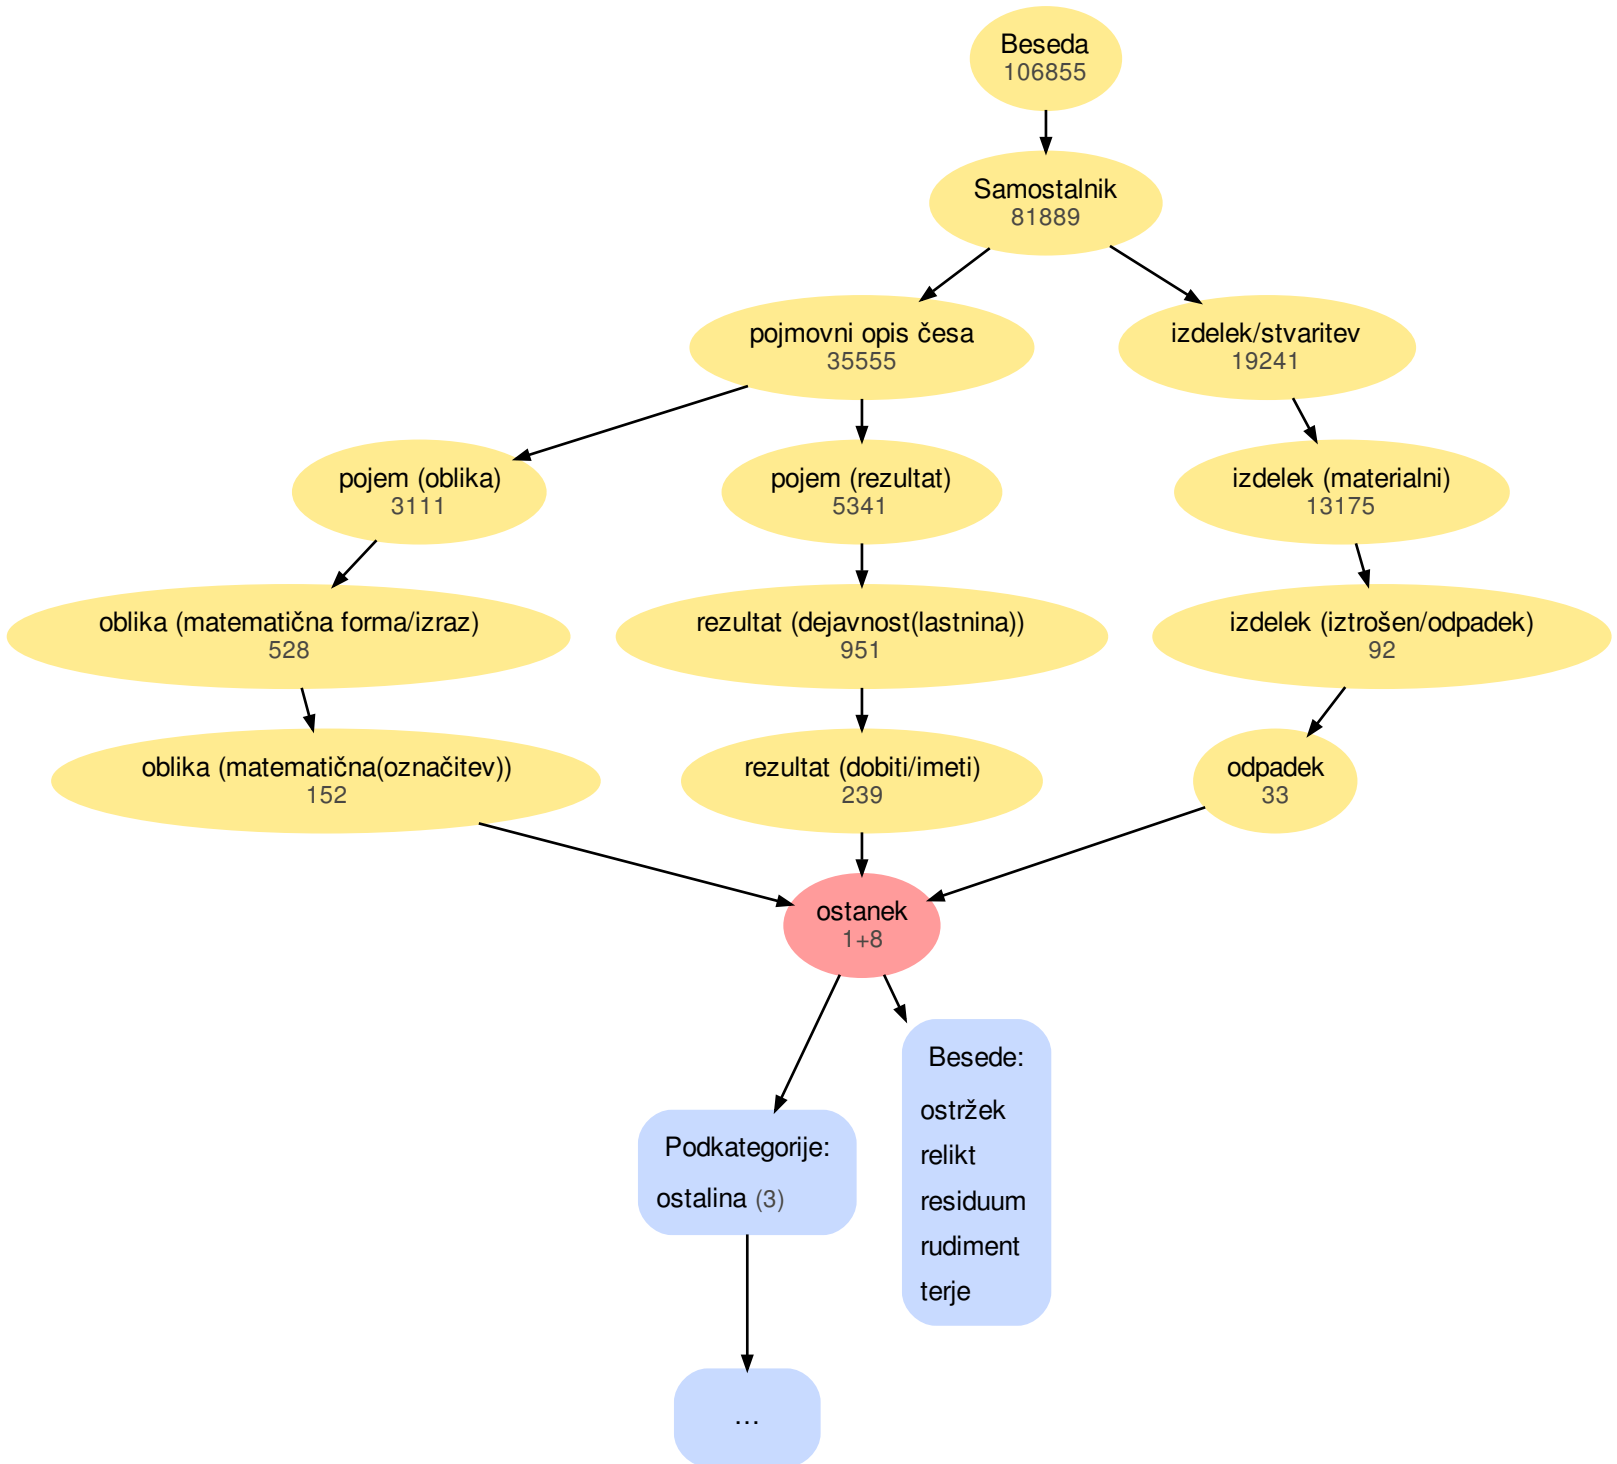 Beseda
106855
Samostalnik
81889
pojmovni opis česa
35555
izdelek/stvaritev
19241
pojem (oblika)
3111
pojem (rezultat)
5341
izdelek (materialni)
13175
oblika (matematična forma/izraz)
528
rezultat (dejavnost(lastnina))
951
izdelek (iztrošen/odpadek)
92
oblika (matematična(označitev))
152
rezultat (dobiti/imeti)
239
odpadek
33
ostanek
1+8
Besede:
ostržek
relikt
residuum
rudiment
terje
Podkategorije:
ostalina (3)
...